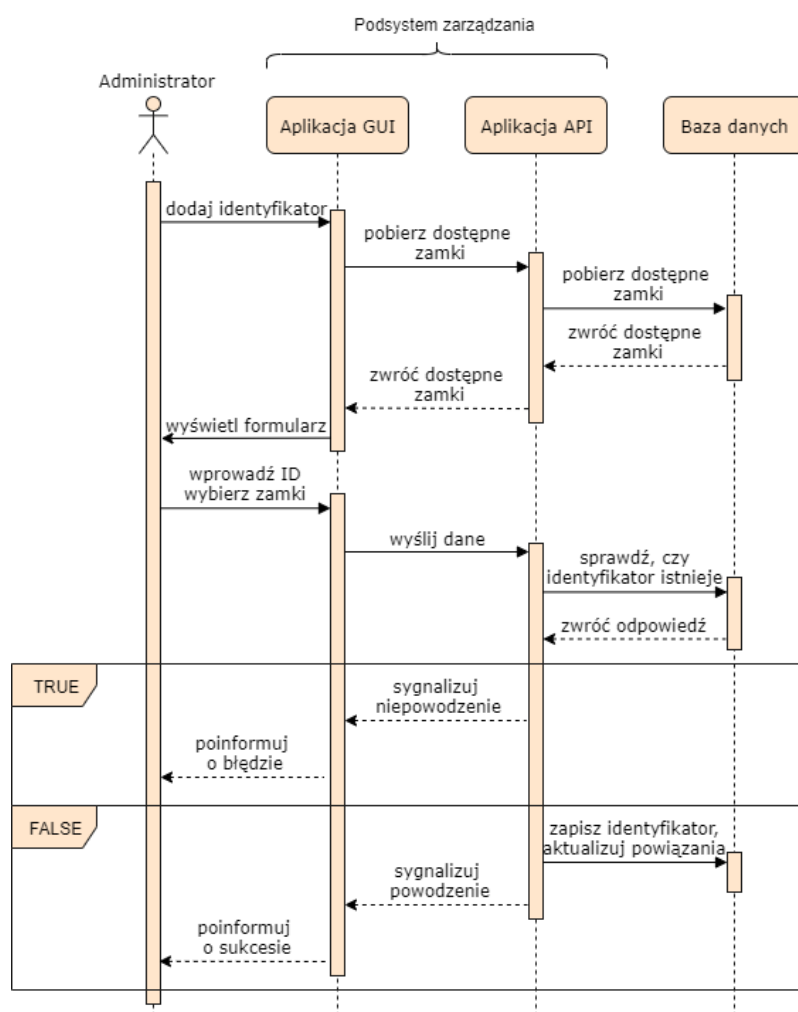 Podsystem zarządzania
Administrator
Aplikacja GUI
Aplikacja API
Baza danych
dodaj identyfikator
pobierz dostępne
zamki
pobierz dostępne
zamki
zwróć dostępne
zamki
zwróć dostępne
zamki
wyświetl formularz
wprowadź ID
wybierz zamki
wyślij dane
sprawdź, czy
identyfikator istnieje
zwróć odpowiedź
TRUE
sygnalizuj
niepowodzenie
poinformuj
o błędzie
FALSE
zapisz identyfikator,
aktualizuj powiązania
sygnalizuj
powodzenie
poinformuj
o sukcesie